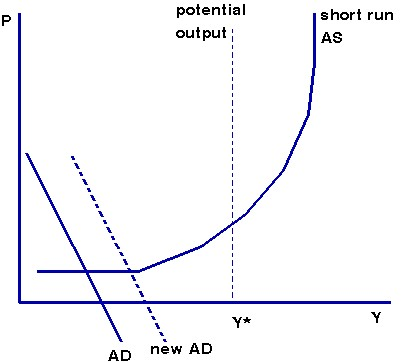 P
potential
output
short run
AS
Y*
Y
AD
new AD